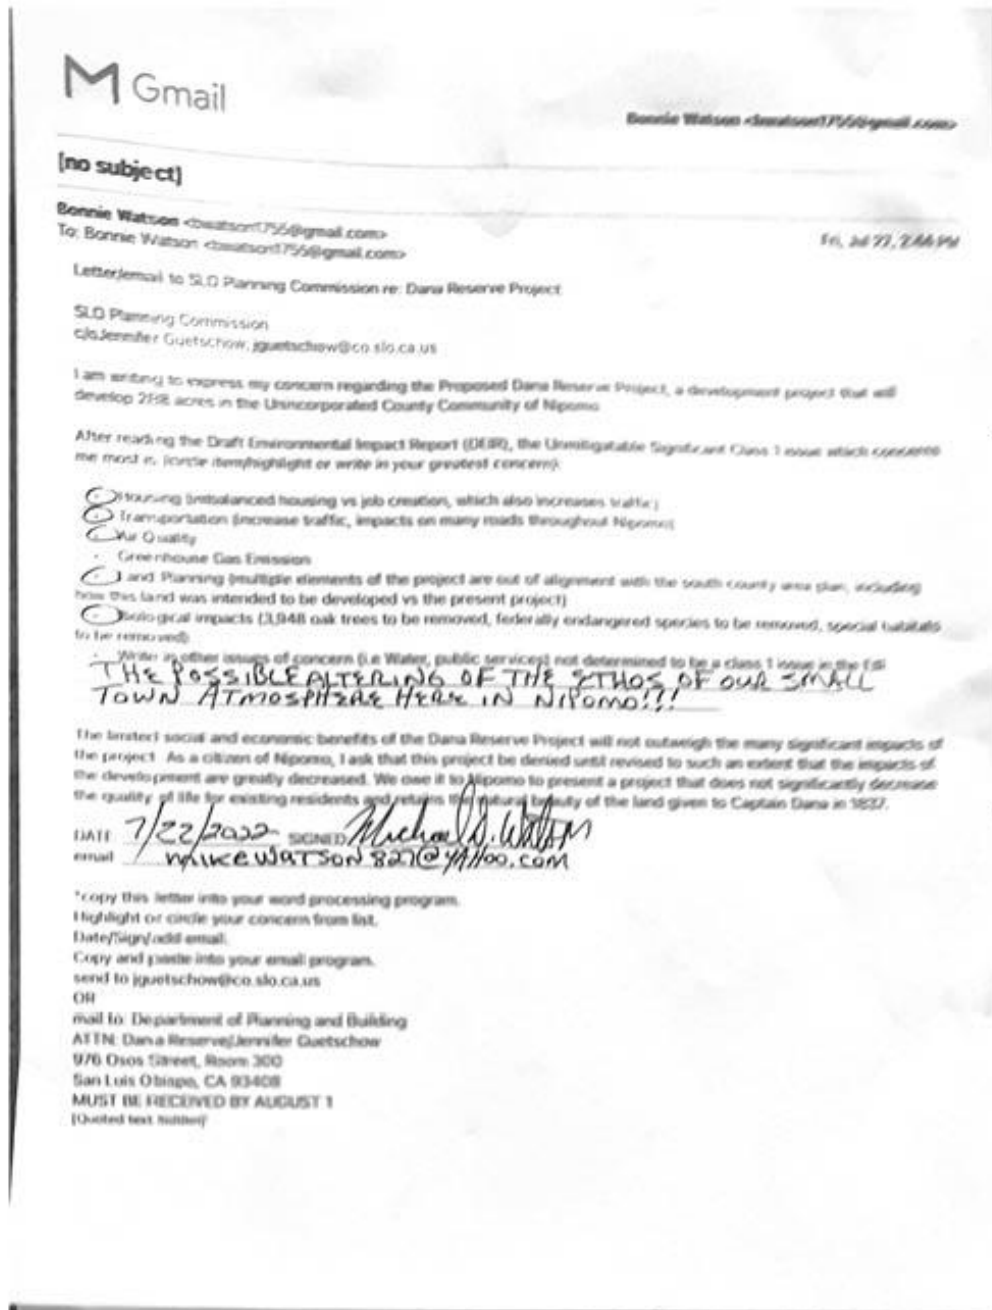 M Gmail
Bonnie Watson <bwatson1755@gmail.com>
[no subject]
Bonnie Watson <bwatson1755@gmail.com>
To: Bonnie Watson <bwatson1755@gmail.com>
Fri, Jul 22, 2:44 PM
Letter/email to SLO Planning Commission re: Dana Reserve Project
SLO Planning Commission
c/o Jennifer Guetschow, jguetschow@co.slo.ca.us
I am writing to express my concern regarding the Proposed Dana Reserve Project, a development project that will
develop 288 acres in the Unincorporated County Community of Nipomo
After reading the Draft Environmental Impact Report (DEIR), the Unmitigatable Significant Class 1 issue which concerns
me most is (circle item/highlight or write in your greatest concern):
· Housing (imbalanced housing vs job creation, which also increases traffic)
· Transportation (increase traffic, impacts on many roads throughout Nipomo)
· Air Quality
· Greenhouse Gas Emission
· Land Planning (multiple elements of the project are out of alignment with the south county area plan, including
how this land was intended to be developed vs the present project)
· Biological impacts (3,948 oak trees to be removed, federally endangered species to be removed, special habitats
to be removed)
· Write in other issues of concern (i.e Water, public services) not determined to be a class 1 issue in the EIR
THE POSSIBLE ALTERING OF THE ETHOS OF OUR SMALL
TOWN ATMOSPHERE HERE IN NIPOMO!!!
The limited social and economic benefits of the Dana Reserve Project will not outweigh the many significant impacts of
the project. As a citizen of Nipomo, I ask that this project be denied until revised to such an extent that the impacts of
the development are greatly decreased. We owe it to Nipomo to present a project that does not significantly decrease
the quality of life for existing residents and retains the natural beauty of the land given to Captain Dana in 1837.
DATE 7/22/2022 SIGNED Michael D. Watson
email MIKEWATSON827@YAHOO.COM
*copy this letter into your word processing program.
Highlight or circle your concern from list.
Date/Sign/add email.
Copy and paste into your email program.
send to jguetschow@co.slo.ca.us
OR
mail to: Department of Planning and Building
ATTN: Dana Reserve/Jennifer Guetschow
976 Osos Street, Room 300
San Luis Obispo, CA 93408
MUST BE RECEIVED BY AUGUST 1
[Quoted text hidden]